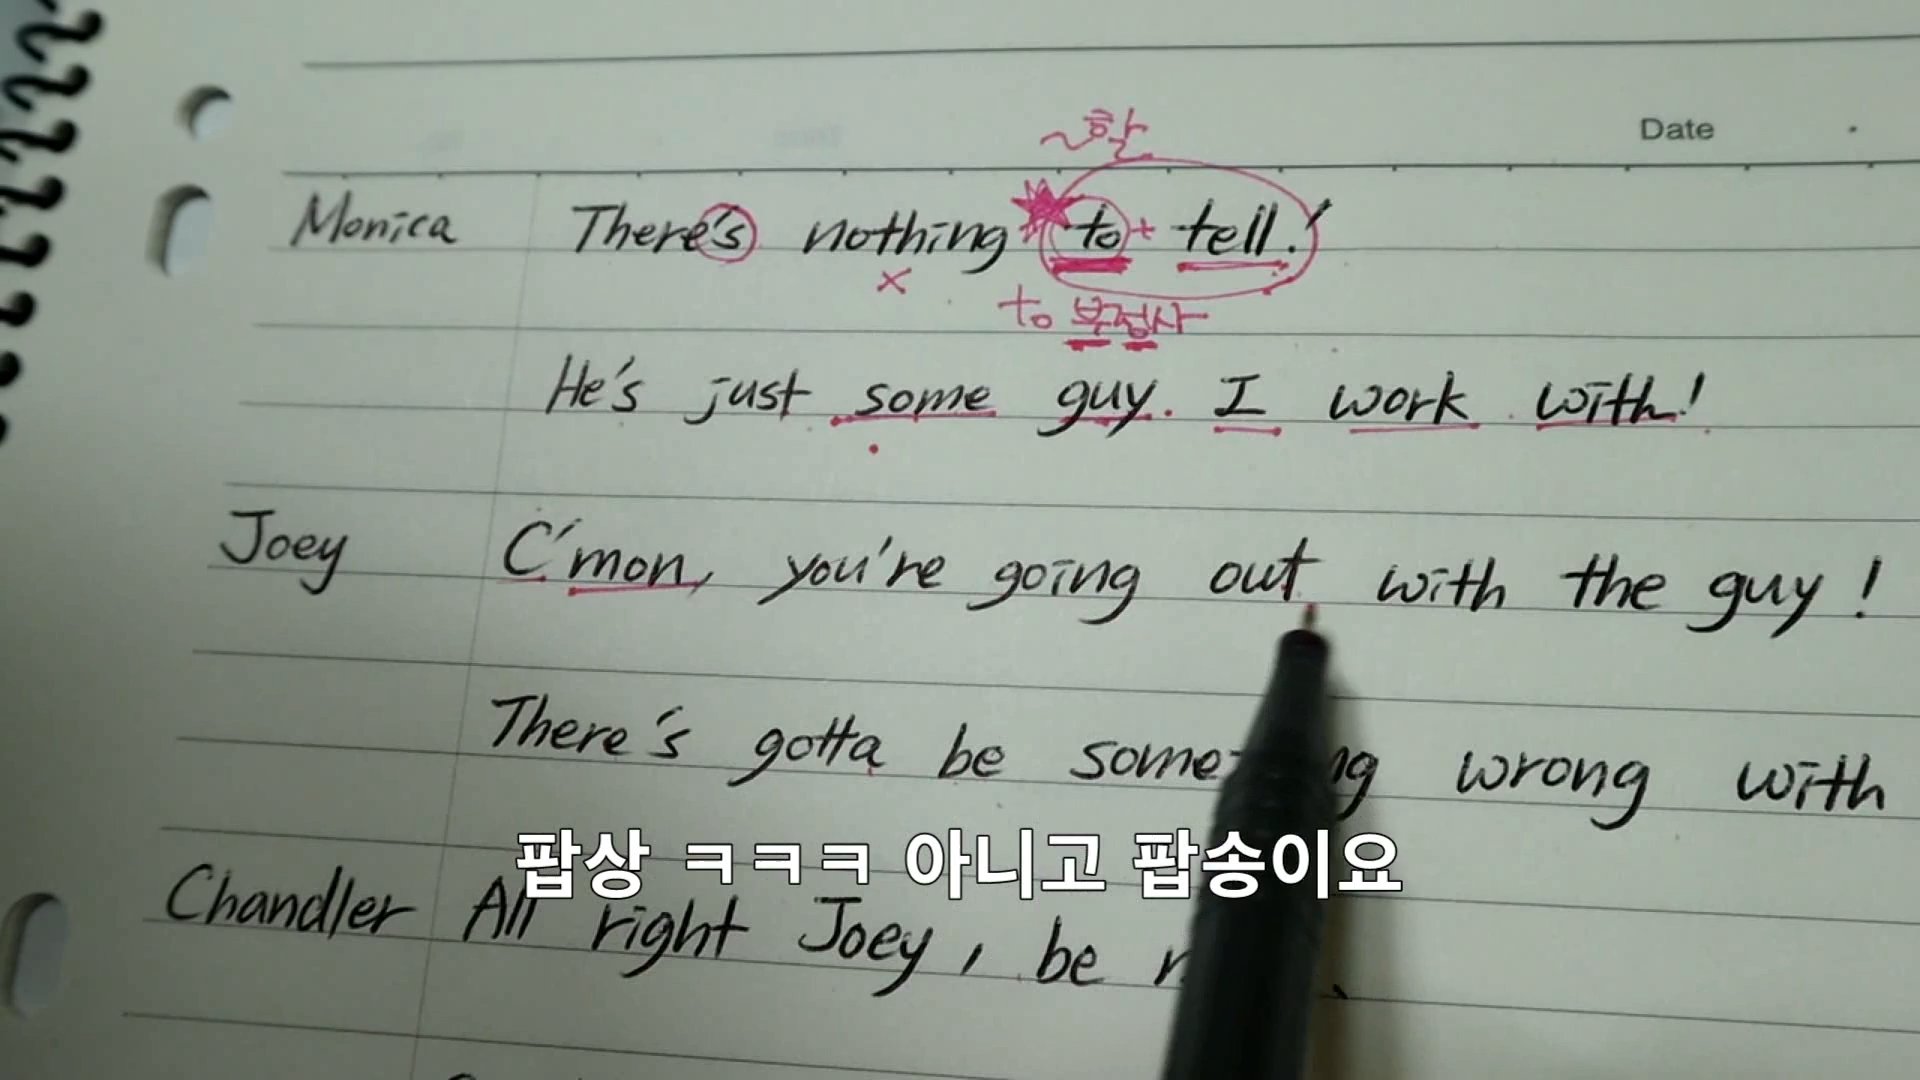 Date
~할
Monica There's nothing to + tell!
x
to 부정사
He's just some guy. I work with!
Joey C'mon, you're going out with the guy!
There's gotta be wrong with
팝상 ㅋㅋㅋ 아니고 팝송이요
Chandler All right Joey, be